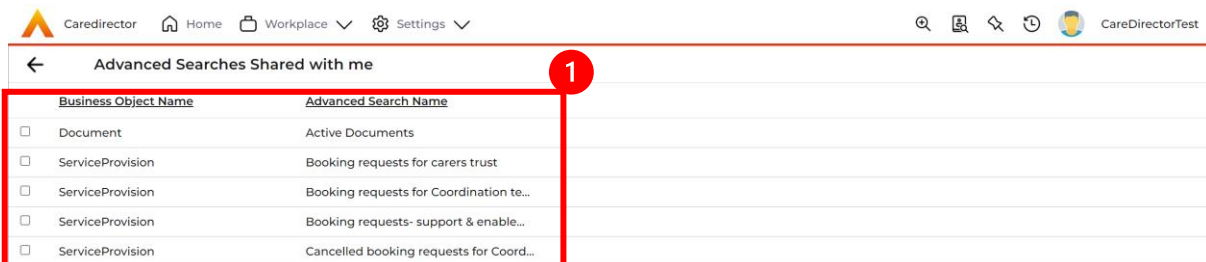 Caredirector Home Workplace Settings CareDirectorTest
Advanced Searches Shared with me
1
Business Object Name Advanced Search Name
Document Active Documents
ServiceProvision Booking requests for carers trust
ServiceProvision Booking requests for Coordination te...
ServiceProvision Booking requests- support & enable...
ServiceProvision Cancelled booking requests for Coord...